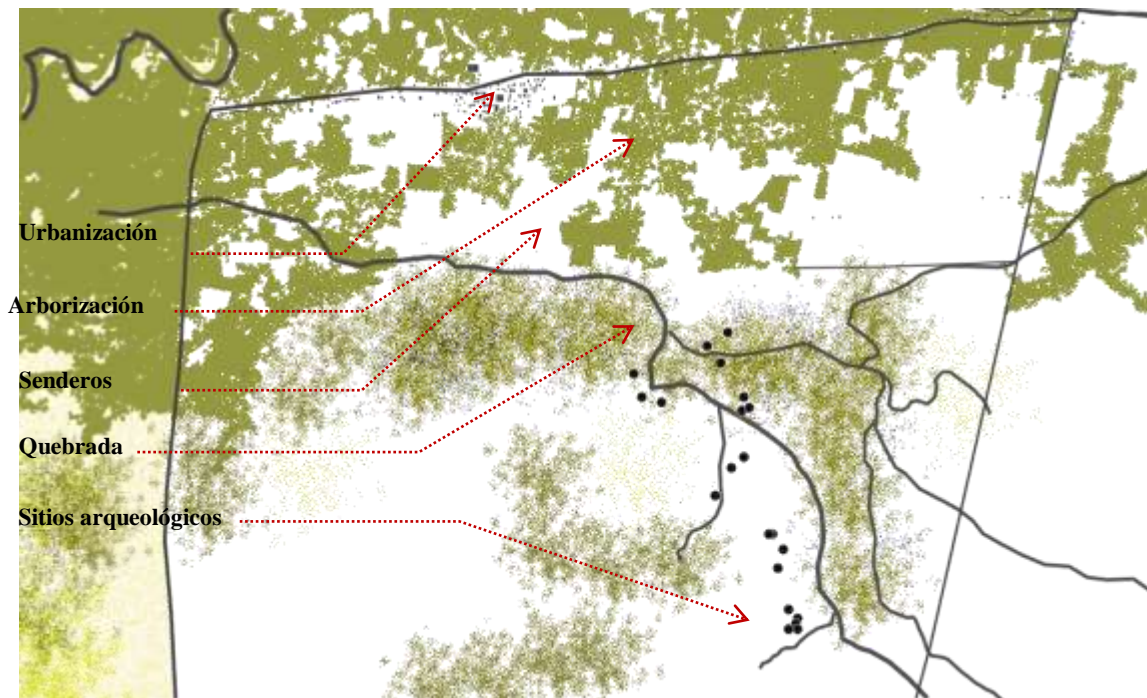 Urbanización
Arborización
Senderos
Quebrada
Sitios arqueológicos